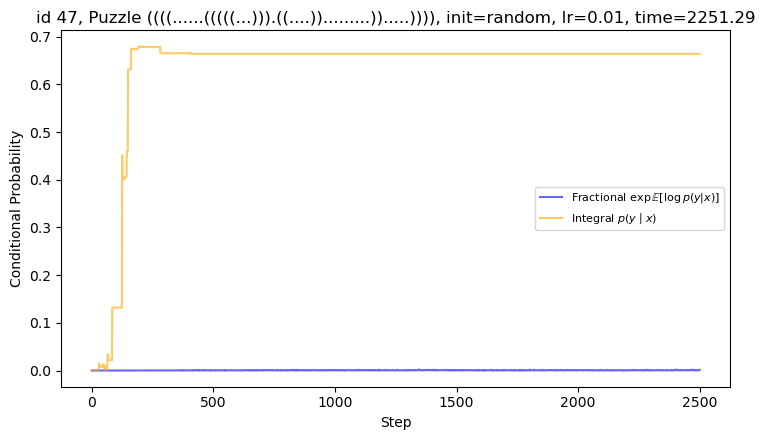 id 47, Puzzle ((((......(((((...))).((....)).........)).....)))), init=random, lr=0.01, time=2251.29
0.7
0.6
0.5
0.4
0.3
0.2
0.1
0.0
Conditional Probability
Fractional exp𝔼[log p(y|x)]
Integral p(y | x)
0
500
1000
1500
2000
2500
Step